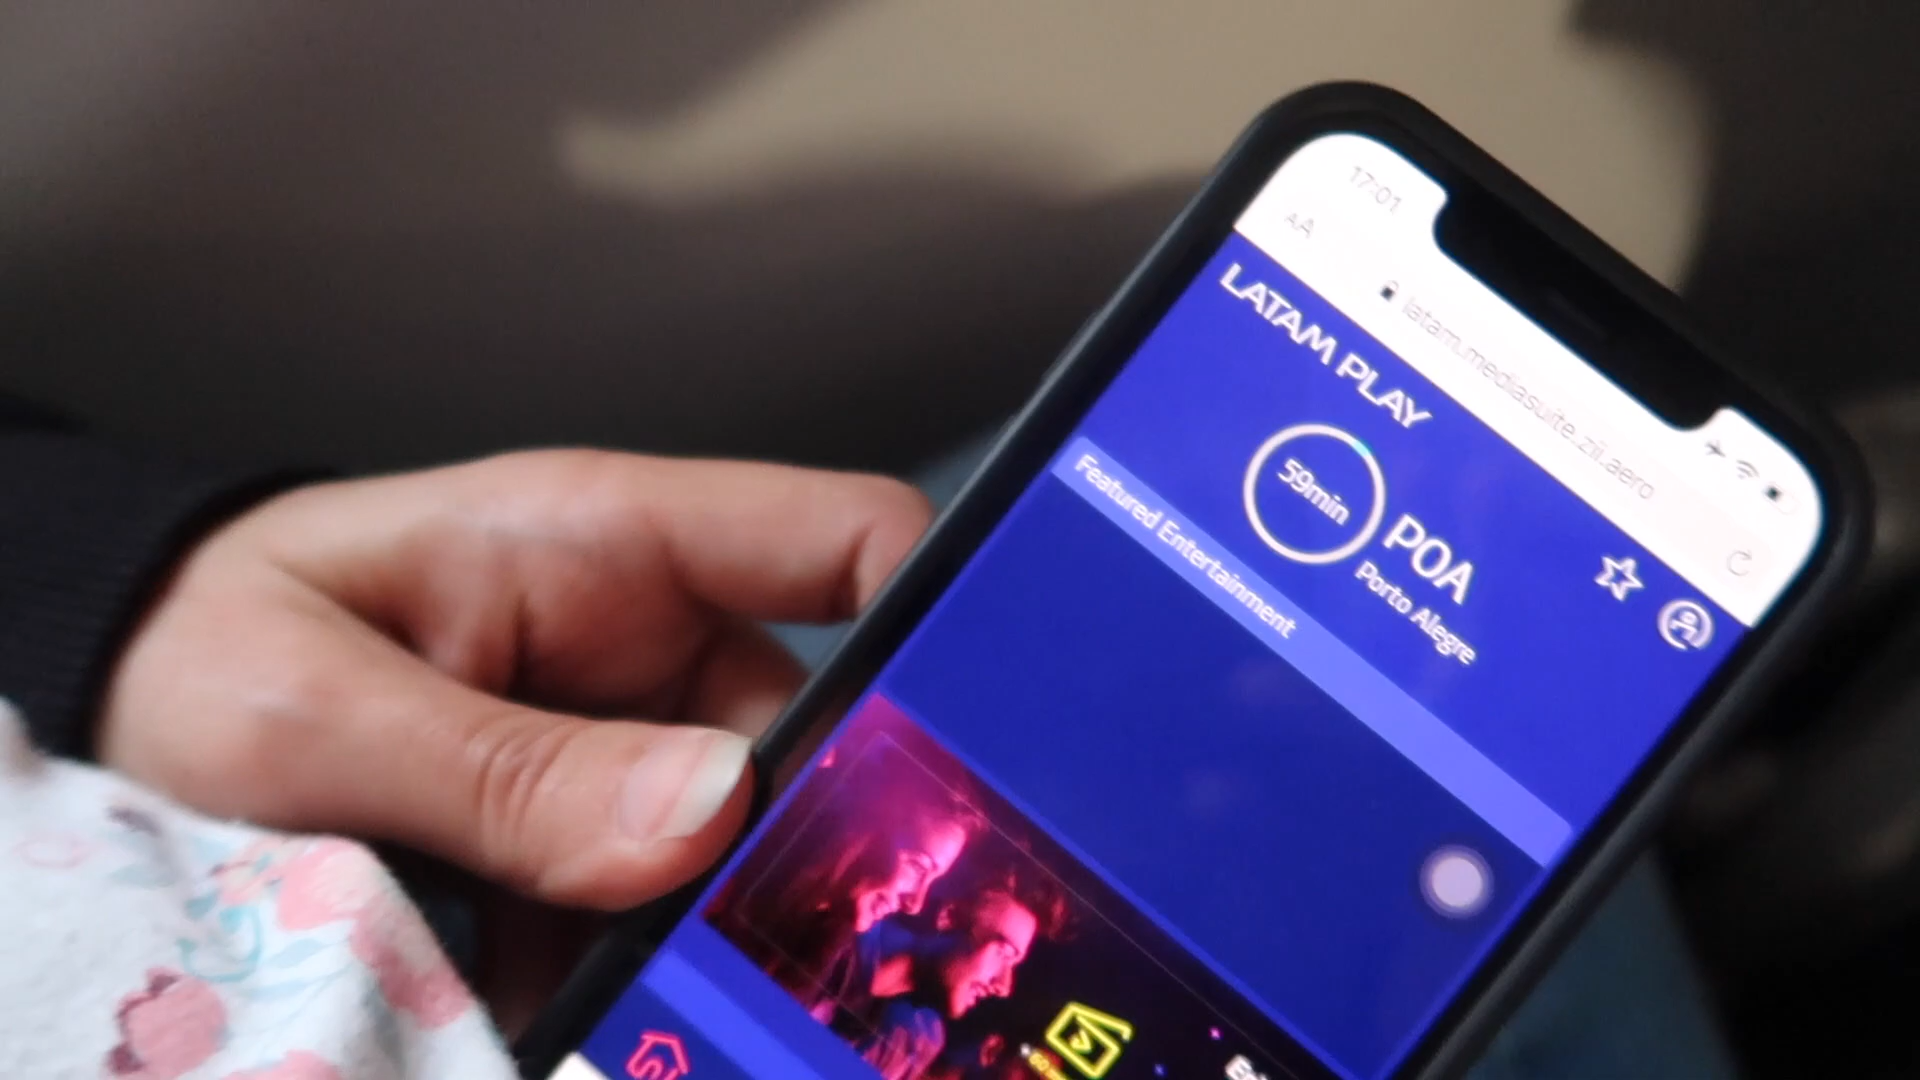 17:01
AA
latam.mediasuite.zii.aero
LATAM PLAY
59min
POA
Porto Alegre
Featured Entertainment